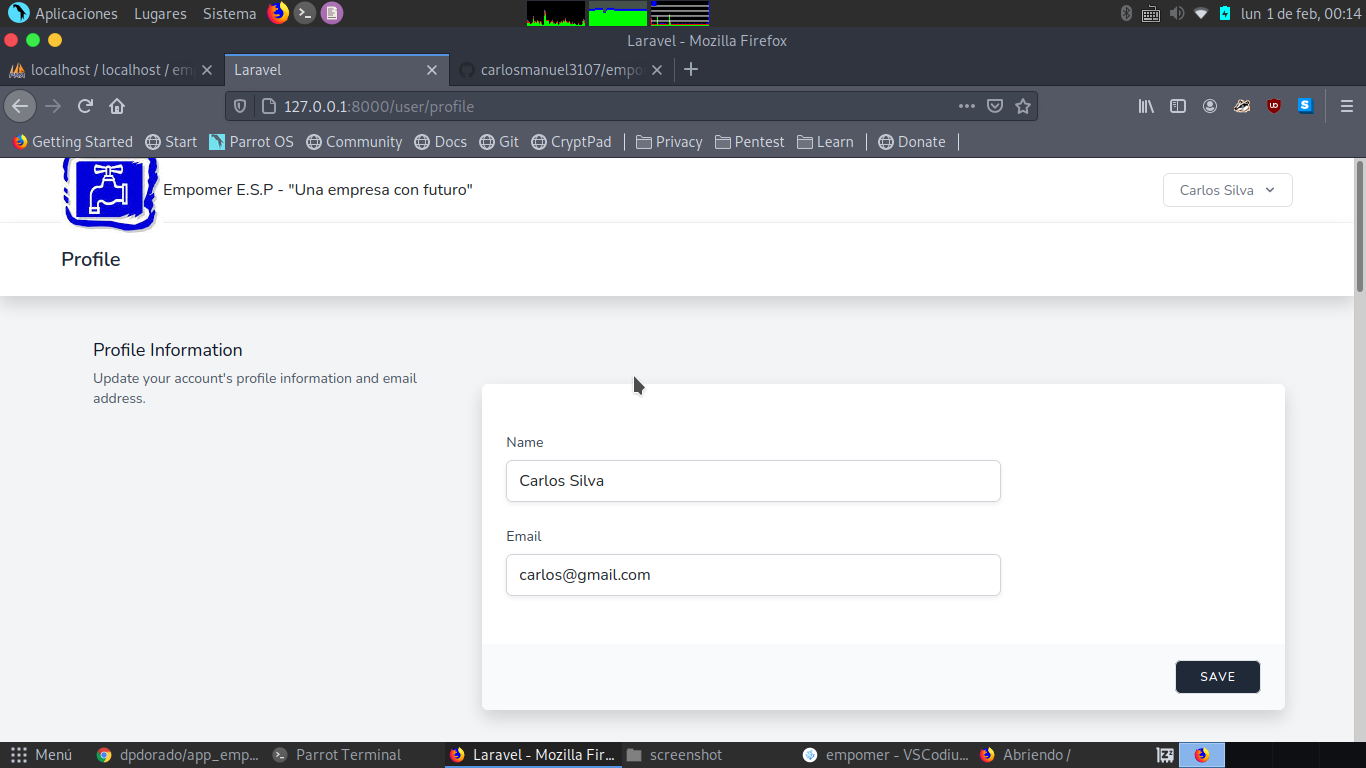 Aplicaciones Lugares Sistema lun 1 de feb, 00:14
Laravel - Mozilla Firefox
localhost / localhost / em Laravel carlosmanuel3107/empo
127.0.0.1:8000/user/profile
Getting Started Start Parrot OS Community Docs Git CryptPad Privacy Pentest Learn Donate
Empomer E.S.P - "Una empresa con futuro" Carlos Silva
Profile
Profile Information
Update your account's profile information and email
address.
Name
Carlos Silva
Email
carlos@gmail.com
SAVE
Menú dpdorado/app_emp... Parrot Terminal Laravel - Mozilla Fir... screenshot empomer - VSCodiu... Abriendo /